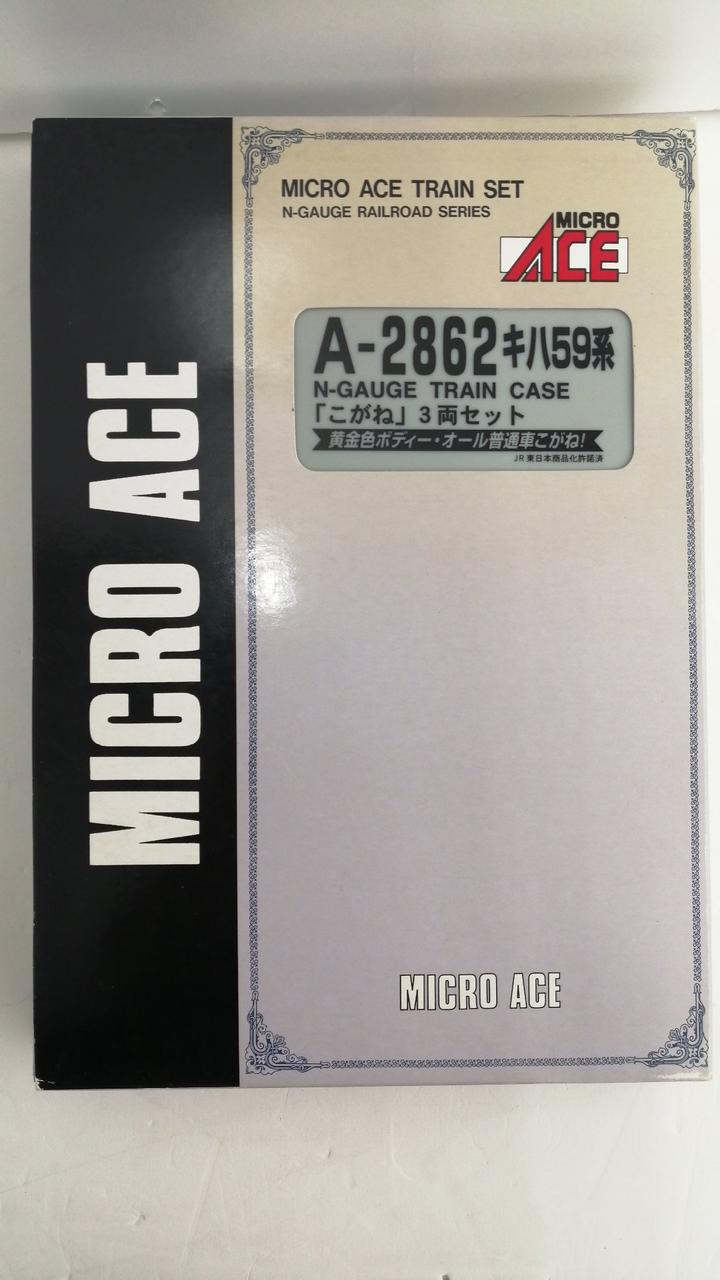 MICRO ACE
MICRO ACE TRAIN SET
N-GAUGE RAILROAD SERIES
MICRO
ACE
A-2862キハ59系
N-GAUGE TRAIN CASE
「こがね」3両セット
黄金色ボディー・オール普通車こがね!
JR東日本商品化許諾済
MICRO ACE